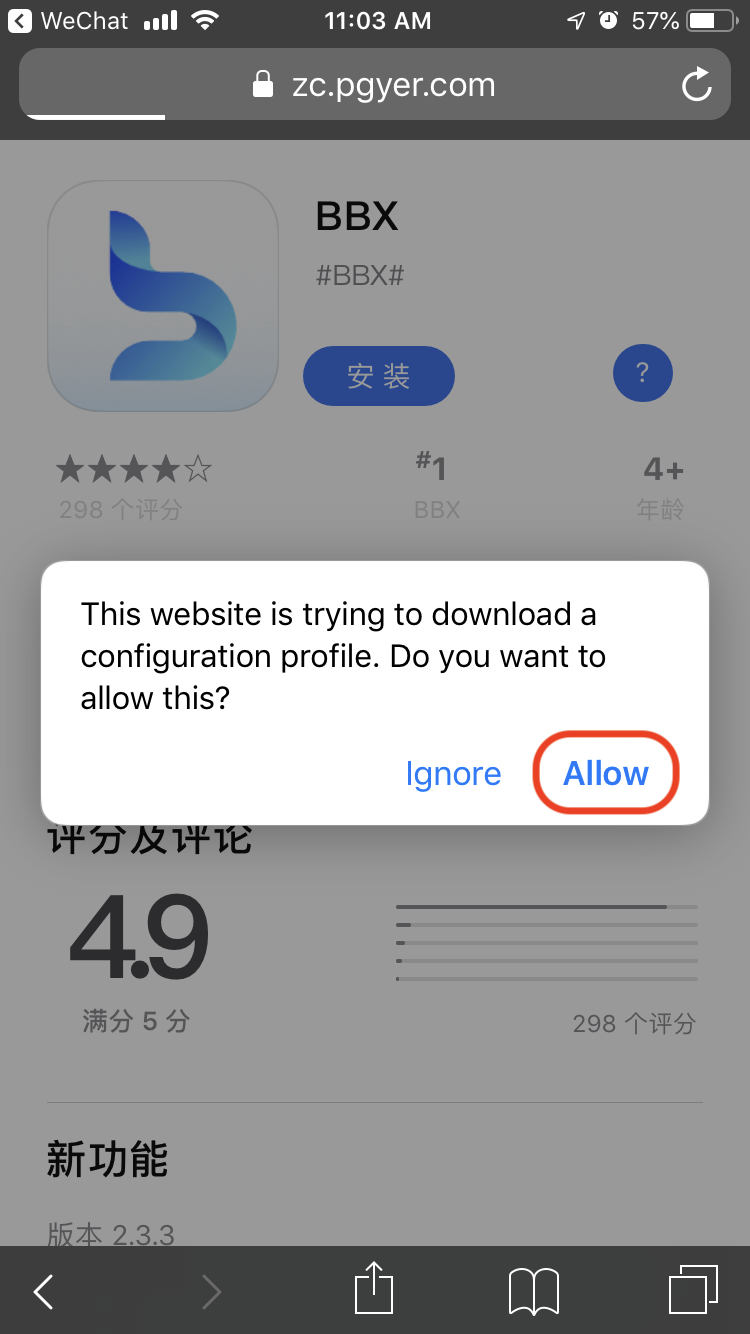 WeChat 11:03 AM 57%
zc.pgyer.com
BBX
#BBX#
安装 ?
#1 4+
298 个评分 BBX 年龄
This website is trying to download a
configuration profile. Do you want to
allow this?
Ignore Allow
评分及评论
4.9
满分 5 分 298 个评分
新功能
版本 2.3.3